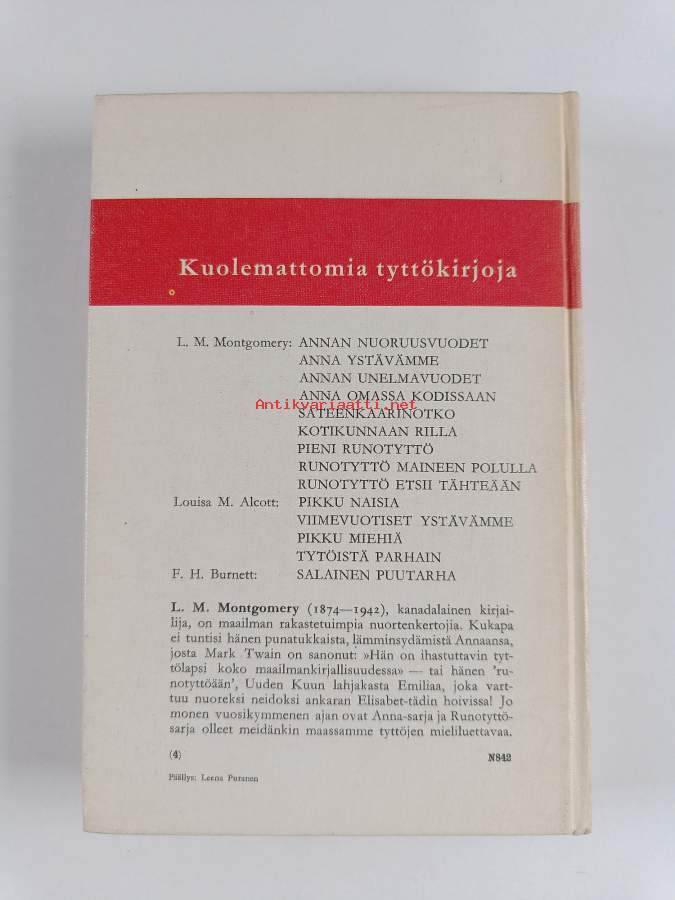 Kuolemattomia tyttökirjoja
L. M. Montgomery: ANNAN NUORUUSVUODET
ANNA YSTÄVÄMME
ANNAN UNELMAVUODET
ANNA OMASSA KODISSAAN
Antikvariaatti.net
SATEENKAARINOTKO
KOTIKUNNAAN RILLA
PIENI RUNOTYTTÖ
RUNOTYTTÖ MAINEEN POLULLA
RUNOTYTTÖ ETSII TÄHTEÄÄN
Louisa M. Alcott: PIKKU NAISIA
VIIMEVUOTISET YSTÄVÄMME
PIKKU MIEHIÄ
TYTÖISTÄ PARHAIN
F. H. Burnett: SALAINEN PUUTARHA
L. M. Montgomery (1874—1942), kanadalainen kirjai-
lija, on maailman rakastetuimpia nuortenkertojia. Kukapa
ei tuntisi hänen punatukkaista, lämminsydämistä Annaansa,
josta Mark Twain on sanonut: »Hän on ihastuttavin tyt-
tölapsi koko maailmankirjallisuudessa» — tai hänen 'ru-
notyttöään', Uuden Kuun lahjakasta Emiliaa, joka vart-
tuu nuoreksi neidoksi ankaran Elisabet-tädin hoivissa! Jo
monen vuosikymmenen ajan ovat Anna-sarja ja Runotyttö-
sarja olleet meidänkin maassamme tyttöjen mieliluettavaa.
(4) N842
Päällys: Leena Puranen